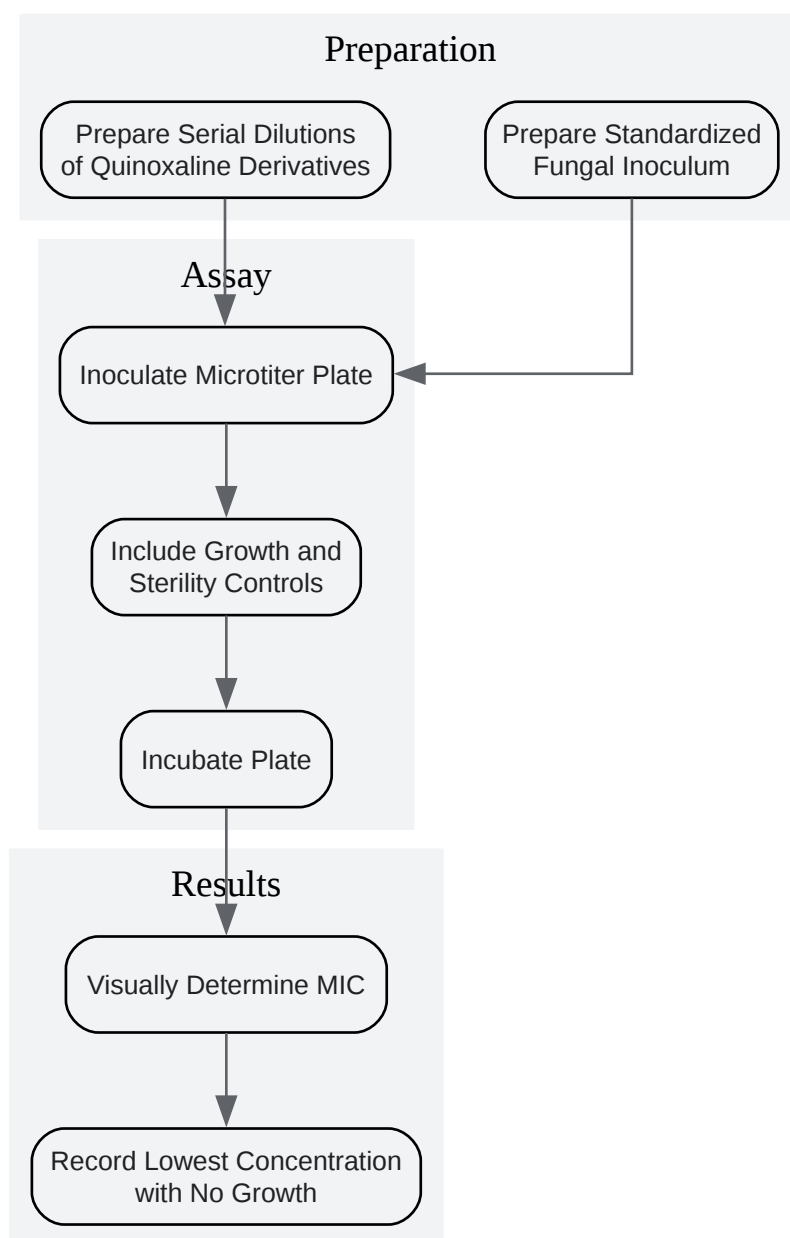 Preparation
Prepare Serial Dilutions
of Quinoxaline Derivatives
Prepare Standardized
Fungal Inoculum
Assay
Inoculate Microtiter Plate
Include Growth and
Sterility Controls
Incubate Plate
Results
Visually Determine MIC
Record Lowest Concentration
with No Growth